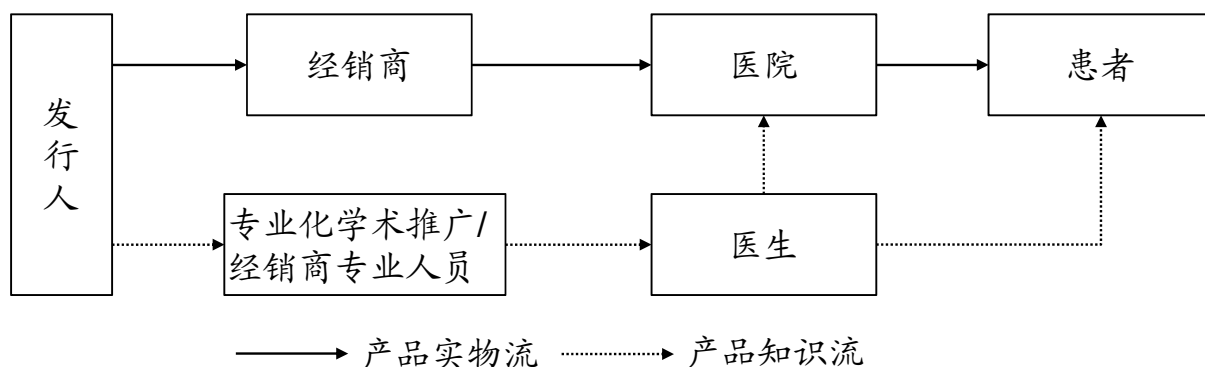 经销商
医院
患者
发
行
人
专业化学术推广/
经销商专业人员
医生
产品实物流
产品知识流